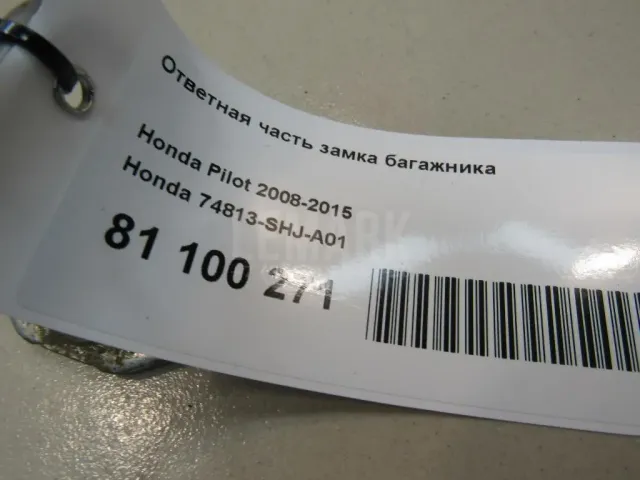 Ответная часть замка багажника
Honda Pilot 2008-2015
Honda 74813-SHJ-A01
81 100 271